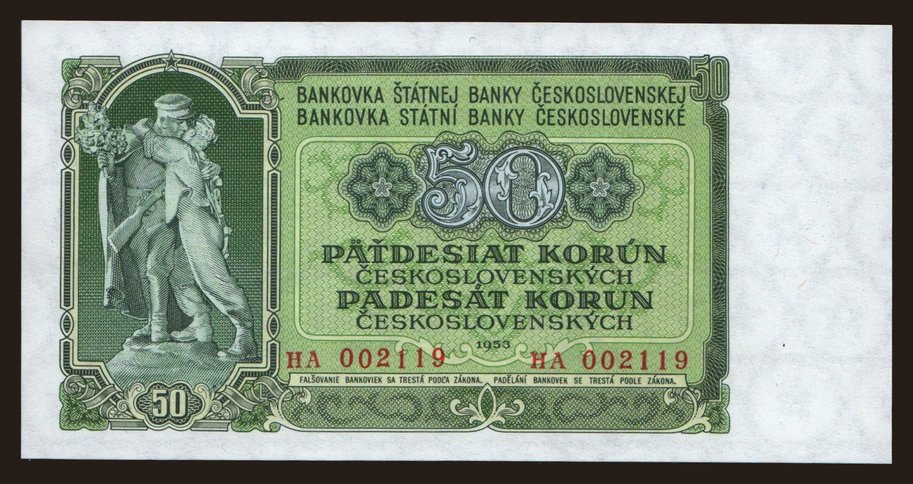 50
BANKOVKA ŠTÁTNEJ BANKY ČESKOSLOVENSKEJ
BANKOVKA STÁTNÍ BANKY ČESKOSLOVENSKÉ
50
PÄŤDESIAT KORÚN
ČESKOSLOVENSKÝCH
PADESÁT KORUN
ČESKOSLOVENSKÝCH
1953
HA 002119 HA 002119
FALŠOVANIE BANKOVIEK SA TRESTÁ PODĽA ZÁKONA. PADĚLÁNÍ BANKOVEK SE TRESTÁ PODLE ZÁKONA.
50